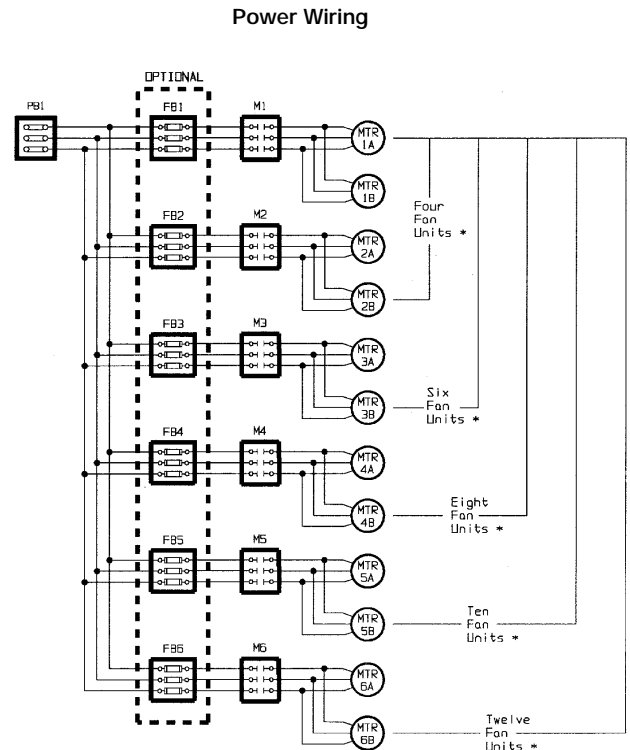 Power Wiring
OPTIONAL
PB1
FB1
M1
MTR
1A
MTR
1B
FB2
M2
MTR
2A
MTR
2B
Four
Fan
Units *
FB3
M3
MTR
3A
MTR
3B
Six
Fan
Units *
FB4
M4
MTR
4A
MTR
4B
Eight
Fan
Units *
FB5
M5
MTR
5A
MTR
5B
Ten
Fan
Units *
FB6
M6
MTR
6A
MTR
6B
Twelve
Fan
Units *